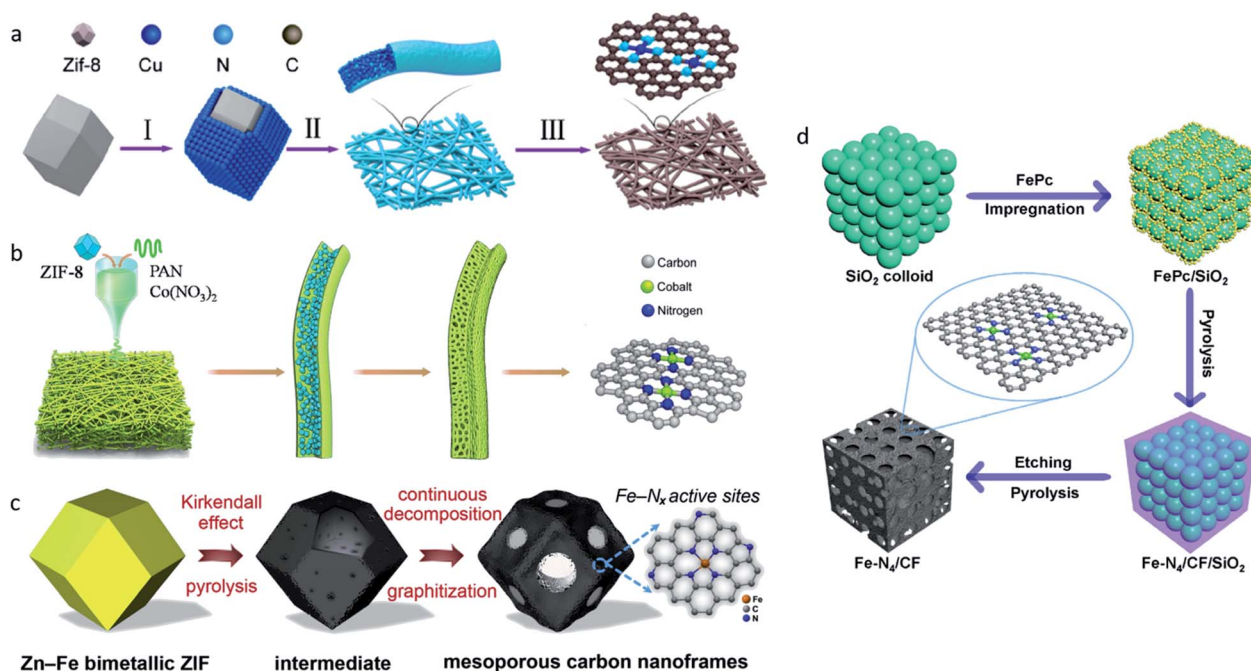 a
Zif-8
Cu
N
C
I
II
III
b
ZIF-8
PAN
Co(NO₃)₂
Carbon
Cobalt
Nitrogen
c
Kirkendall
effect
pyrolysis
continuous
decomposition
graphitization
Fe–Nₓ active sites
Fe
C
N
Zn–Fe bimetallic ZIF
intermediate
mesoporous carbon nanoframes
d
FePc
Impregnation
SiO₂ colloid
FePc/SiO₂
Pyrolysis
Etching
Pyrolysis
Fe-N₄/CF
Fe-N₄/CF/SiO₂